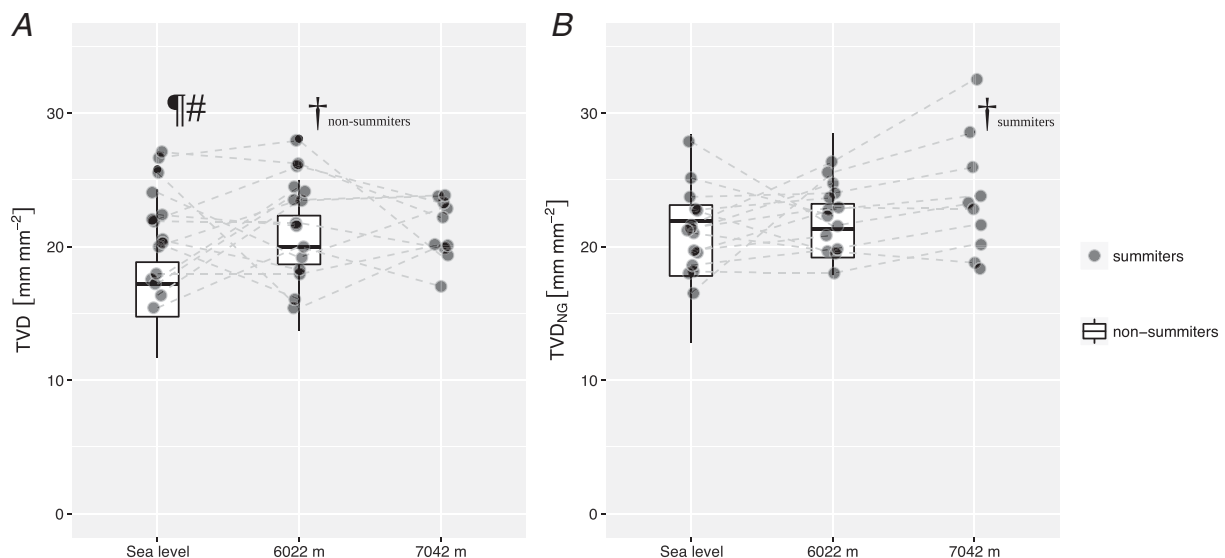 A
TVD [mm mm⁻²]
30
20
10
0
¶#
† non-summiters
Sea level
6022 m
7042 m
B
TVD_NG [mm mm⁻²]
30
20
10
0
† summiters
Sea level
6022 m
7042 m
summiters
non−summiters